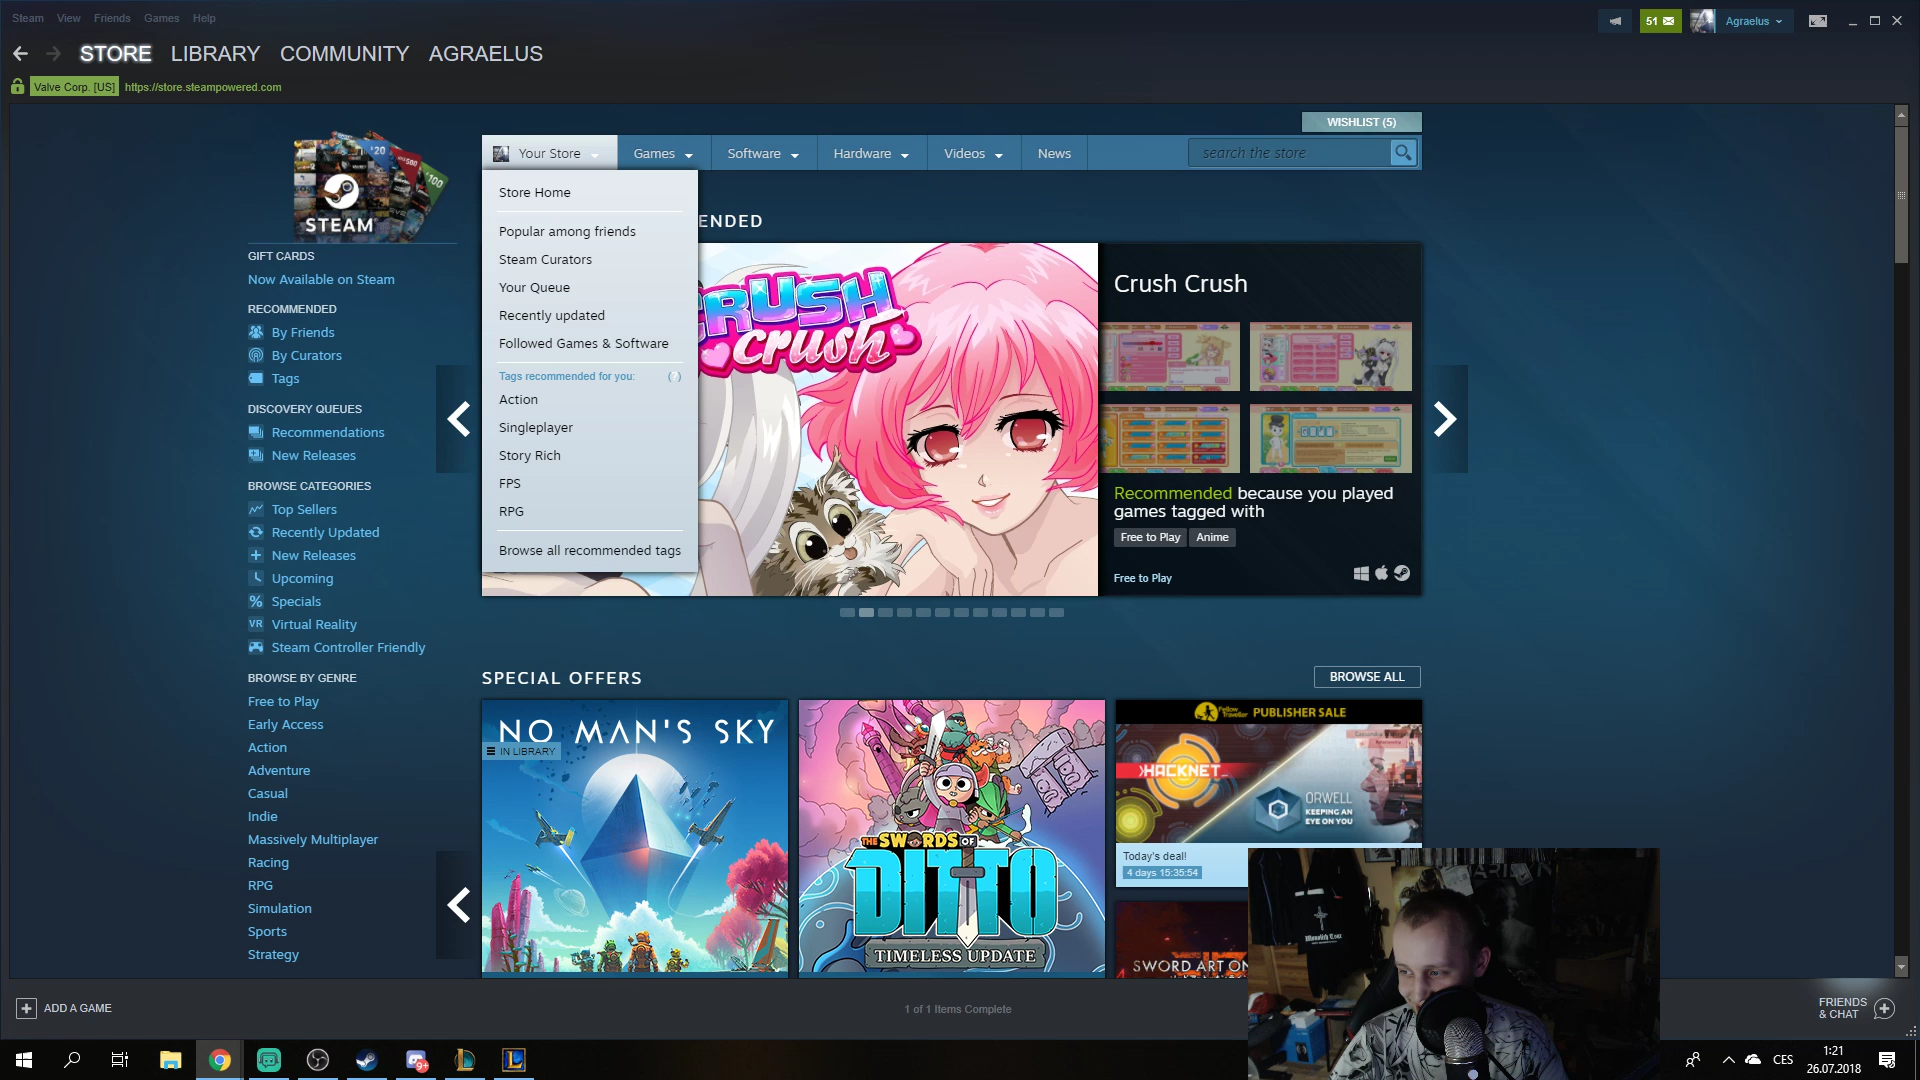 Steam View Friends Games Help
51 Agraelus
STORE LIBRARY COMMUNITY AGRAELUS
Valve Corp. [US] https://store.steampowered.com
WISHLIST (5)
Your Store Games Software Hardware Videos News search the store
STEAM
$20
$100
GIFT CARDS
Now Available on Steam
RECOMMENDED
By Friends
By Curators
Tags
DISCOVERY QUEUES
Recommendations
New Releases
BROWSE CATEGORIES
Top Sellers
Recently Updated
+ New Releases
Upcoming
% Specials
VR Virtual Reality
Steam Controller Friendly
BROWSE BY GENRE
Free to Play
Early Access
Action
Adventure
Casual
Indie
Massively Multiplayer
Racing
RPG
Simulation
Sports
Strategy
Store Home
Popular among friends
Steam Curators
Your Queue
Recently updated
Followed Games & Software
Tags recommended for you: (?)
Action
Singleplayer
Story Rich
FPS
RPG
Browse all recommended tags
ENDED
CRUSH
crush
Crush Crush
Recommended because you played
games tagged with
Free to Play Anime
Free to Play
SPECIAL OFFERS
BROWSE ALL
NO MAN'S SKY
IN LIBRARY
THE SWORDS OF
DITTO
TIMELESS UPDATE
Fellow Traveller PUBLISHER SALE
HACKNET_
ORWELL
KEEPING AN
EYE ON YOU
Today's deal!
4 days 15:35:54
SWORD ART ON
+ ADD A GAME
1 of 1 Items Complete
FRIENDS
& CHAT
9+
CES
1:21
26.07.2018